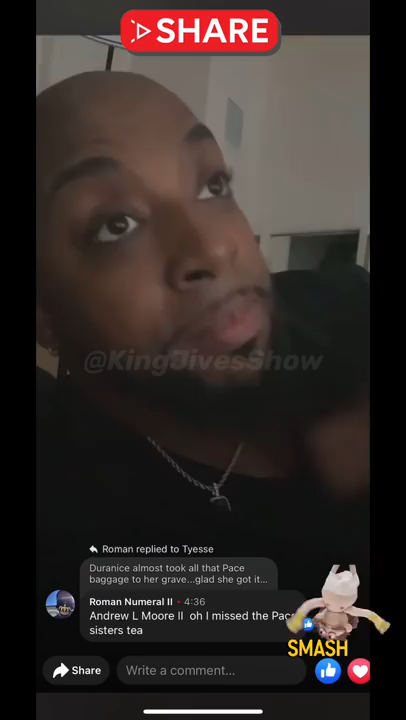 SHARE
@KingJivesShow
Roman replied to Tyesse
Duranice almost took all that Pace
baggage to her grave...glad she got it...
Roman Numeral II • 4:36
Andrew L Moore II oh I missed the Pace
sisters tea
SMASH
Share
Write a comment...